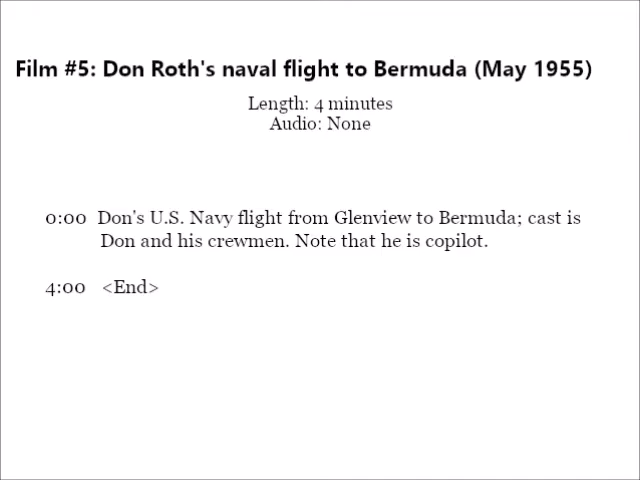 Film #5: Don Roth's naval flight to Bermuda (May 1955)
Length: 4 minutes
Audio: None
0:00 Don's U.S. Navy flight from Glenview to Bermuda; cast is
Don and his crewmen. Note that he is copilot.
4:00 <End>